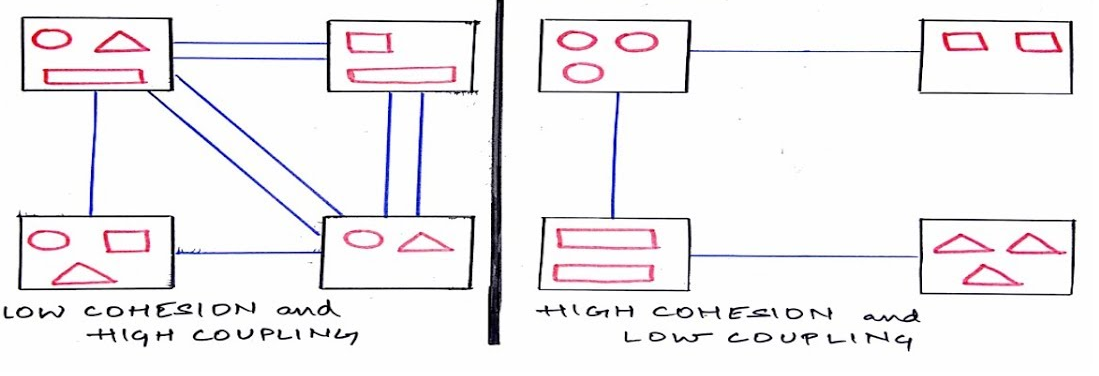 LOW COHESION and
HIGH COUPLING
HIGH COHESION and
LOW COUPLING